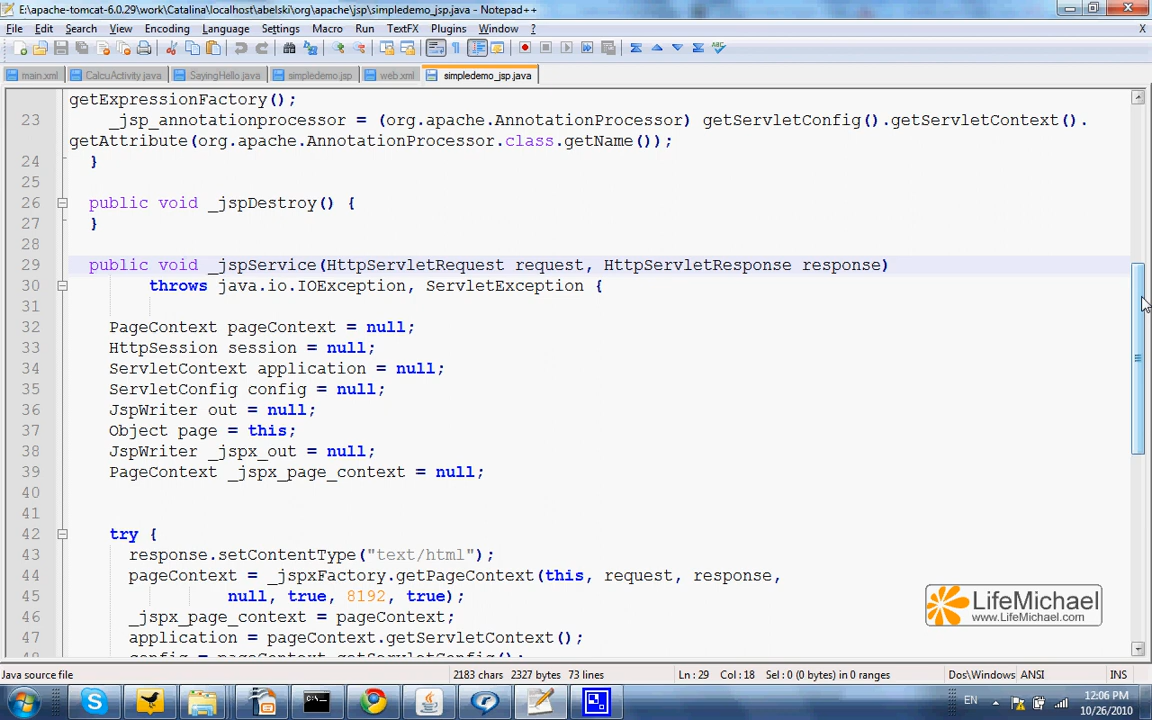 E:\apache-tomcat-6.0.29\work\Catalina\localhost\abelski\org\apache\jsp\simpledemo_jsp.java - Notepad++
File Edit Search View Encoding Language Settings Macro Run TextFX Plugins Window ? X
main.xml CalcuActivity.java SayingHello.java simpledemo.jsp web.xml simpledemo_jsp.java
getExpressionFactory();
23 _jsp_annotationprocessor = (org.apache.AnnotationProcessor) getServletConfig().getServletContext().
getAttribute(org.apache.AnnotationProcessor.class.getName());
24 }
25
26 public void _jspDestroy() {
27 }
28
29 public void _jspService(HttpServletRequest request, HttpServletResponse response)
30 throws java.io.IOException, ServletException {
31
32 PageContext pageContext = null;
33 HttpSession session = null;
34 ServletContext application = null;
35 ServletConfig config = null;
36 JspWriter out = null;
37 Object page = this;
38 JspWriter _jspx_out = null;
39 PageContext _jspx_page_context = null;
40
41
42 try {
43 response.setContentType("text/html");
44 pageContext = _jspxFactory.getPageContext(this, request, response,
45 null, true, 8192, true);
46 _jspx_page_context = pageContext;
47 application = pageContext.getServletContext();
48 config = pageContext.getServletConfig();
LifeMichael
www.LifeMichael.com
Java source file 2183 chars 2327 bytes 73 lines Ln : 29 Col : 18 Sel : 0 (0 bytes) in 0 ranges Dos\Windows ANSI INS
EN 12:06 PM
10/26/2010